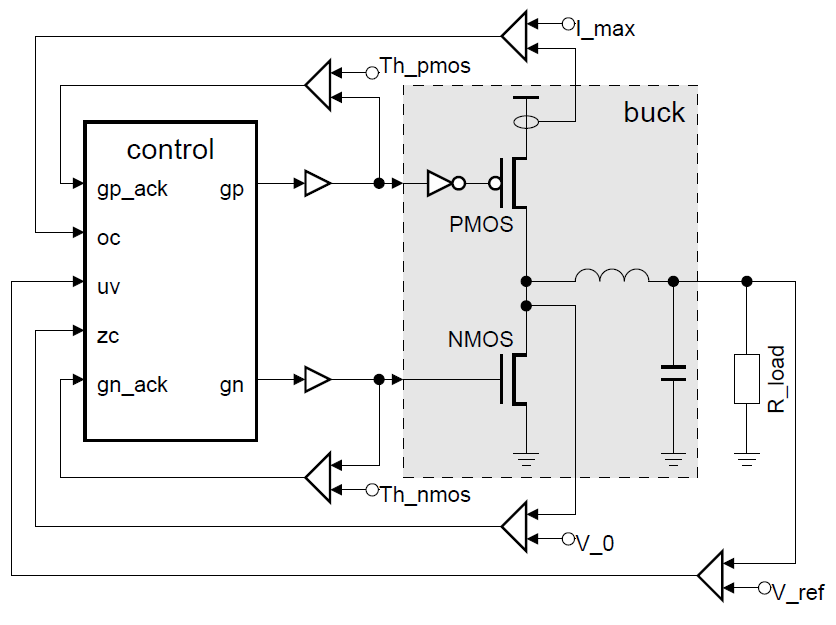 I_max
Th_pmos
buck
control
gp_ack
gp
PMOS
oc
uv
zc
NMOS
gn_ack
gn
R_load
Th_nmos
V_0
V_ref